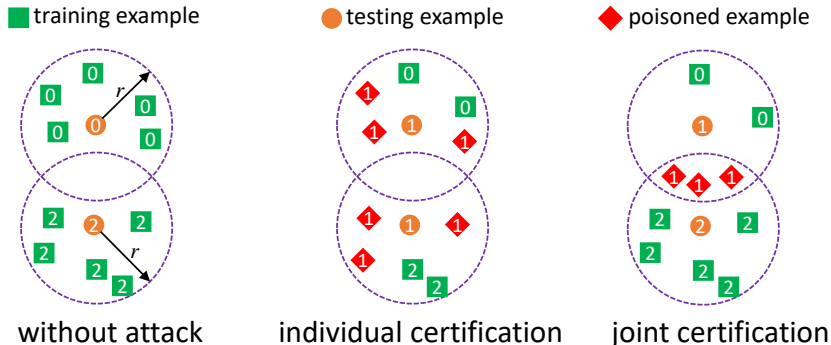 training example testing example poisoned example
0 0 0
0 r 0 1 0
0 0 0 1 1 1 1 0
1 1 1
2 2 2 1 1 1 2 2 2
2 1 2
2 r 2 2 2
2 2 2
without attack individual certification joint certification